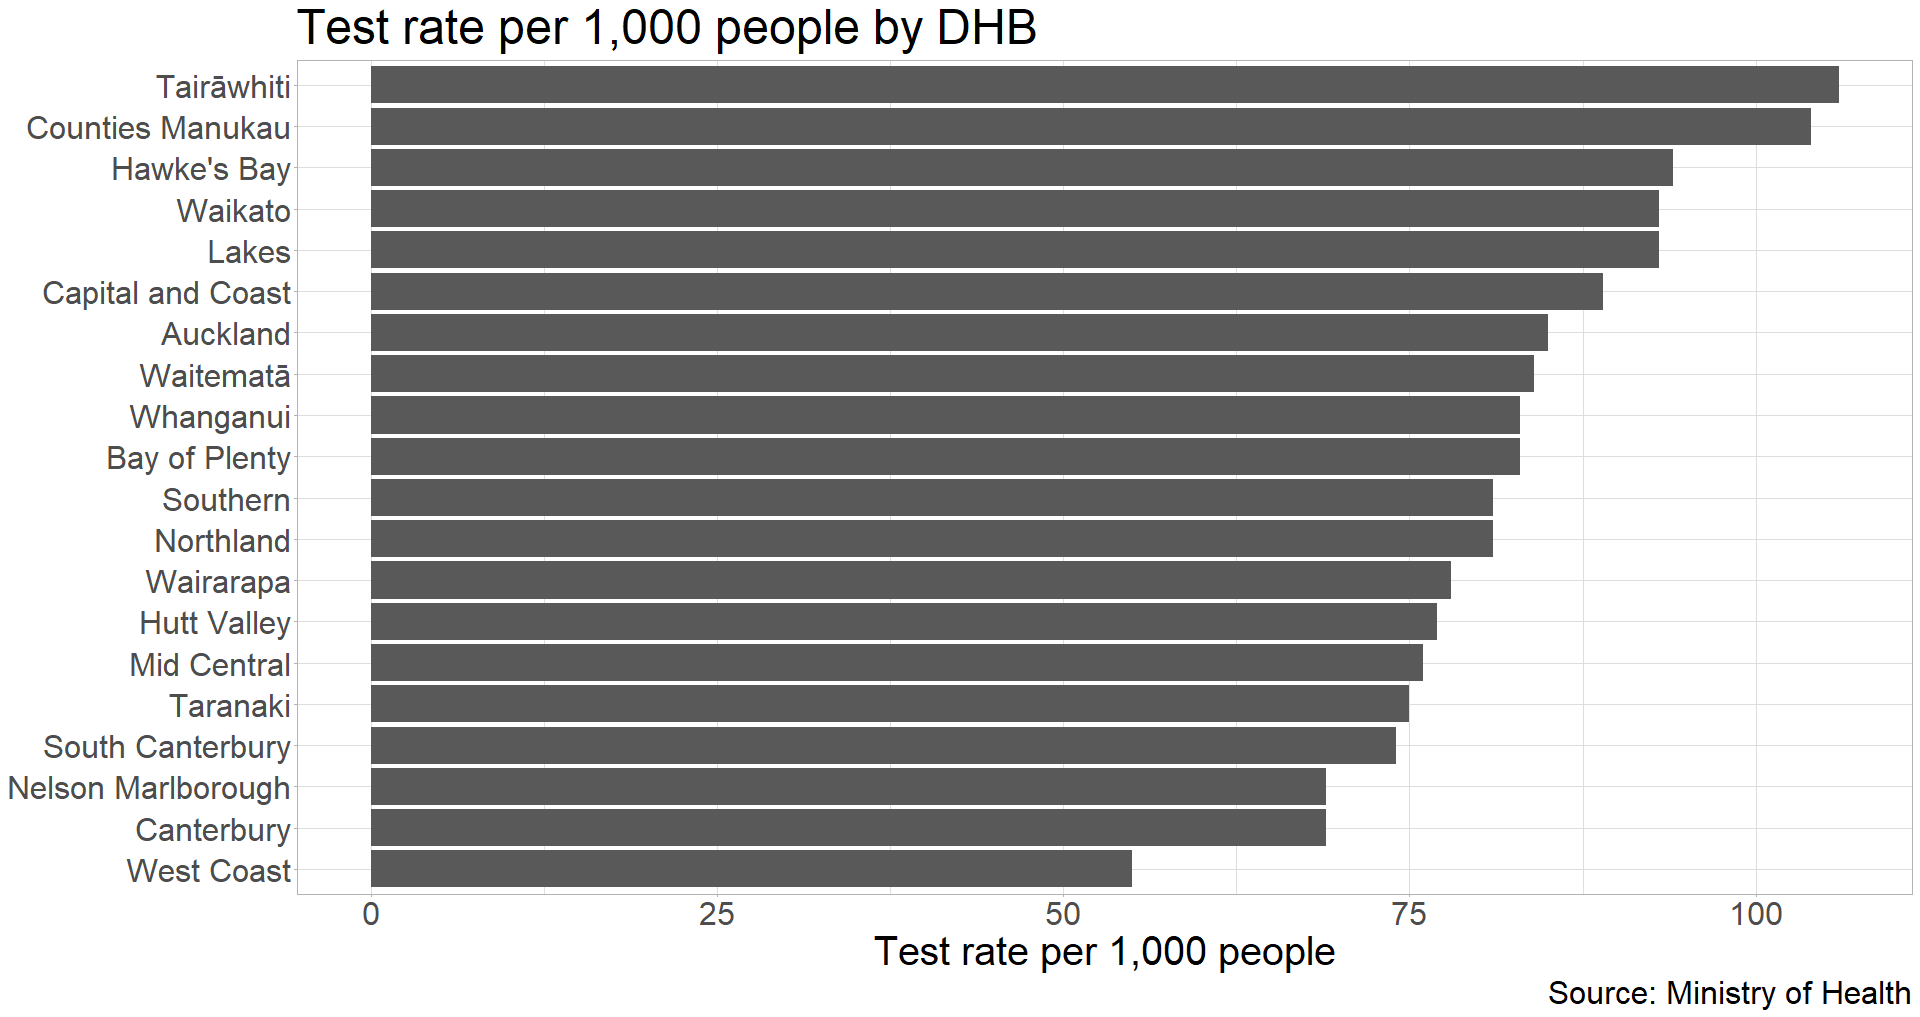 Test rate per 1,000 people by DHB
Tairāwhiti
Counties Manukau
Hawke's Bay
Waikato
Lakes
Capital and Coast
Auckland
Waitematā
Whanganui
Bay of Plenty
Southern
Northland
Wairarapa
Hutt Valley
Mid Central
Taranaki
South Canterbury
Nelson Marlborough
Canterbury
West Coast
0 25 50 75 100
Test rate per 1,000 people
Source: Ministry of Health